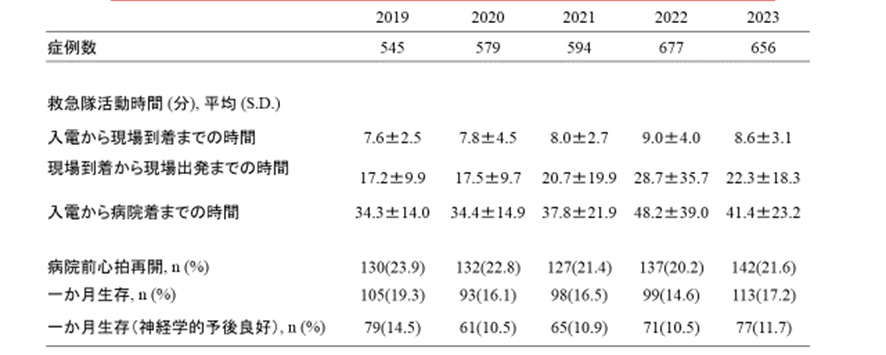 2019 2020 2021 2022 2023
症例数 545 579 594 677 656
救急隊活動時間 (分), 平均 (S.D.)
入電から現場到着までの時間 7.6±2.5 7.8±4.5 8.0±2.7 9.0±4.0 8.6±3.1
現場到着から現場出発までの時間 17.2±9.9 17.5±9.7 20.7±19.9 28.7±35.7 22.3±18.3
入電から病院着までの時間 34.3±14.0 34.4±14.9 37.8±21.9 48.2±39.0 41.4±23.2
病院前心拍再開, n (%) 130(23.9) 132(22.8) 127(21.4) 137(20.2) 142(21.6)
一か月生存, n (%) 105(19.3) 93(16.1) 98(16.5) 99(14.6) 113(17.2)
一か月生存（神経学的予後良好）, n (%) 79(14.5) 61(10.5) 65(10.9) 71(10.5) 77(11.7)